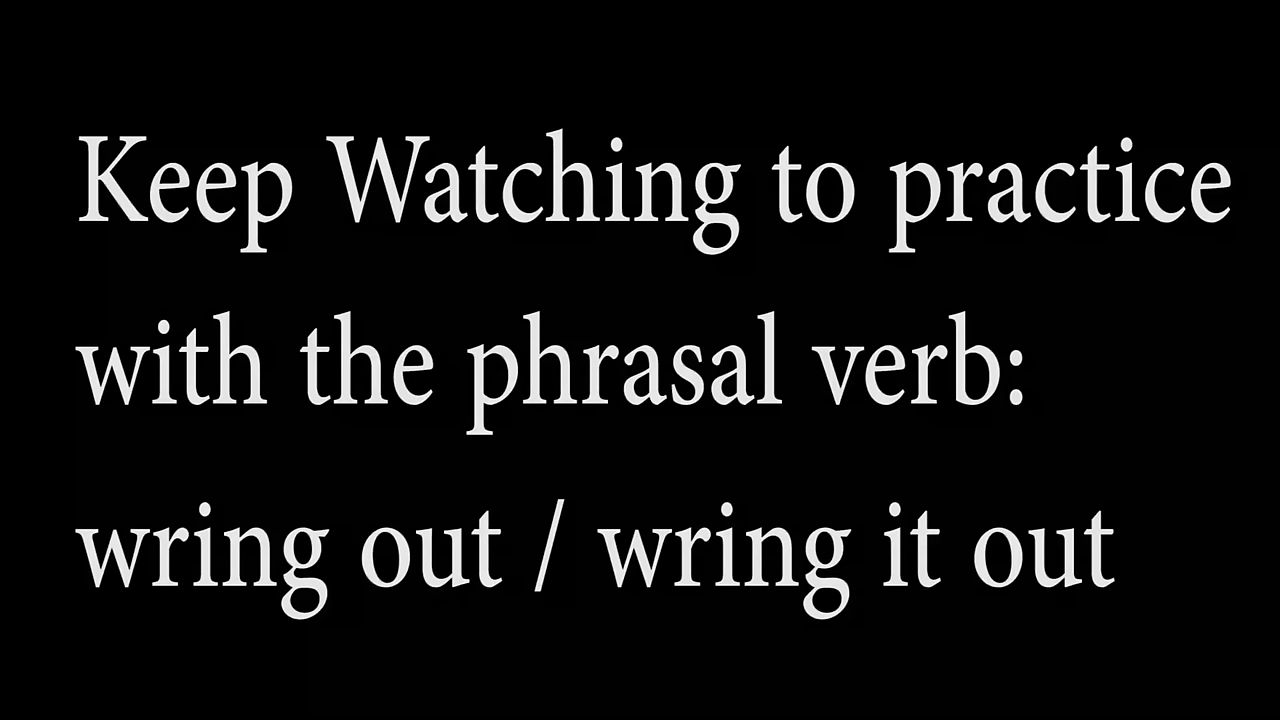 Keep Watching to practice
with the phrasal verb:
wring out / wring it out